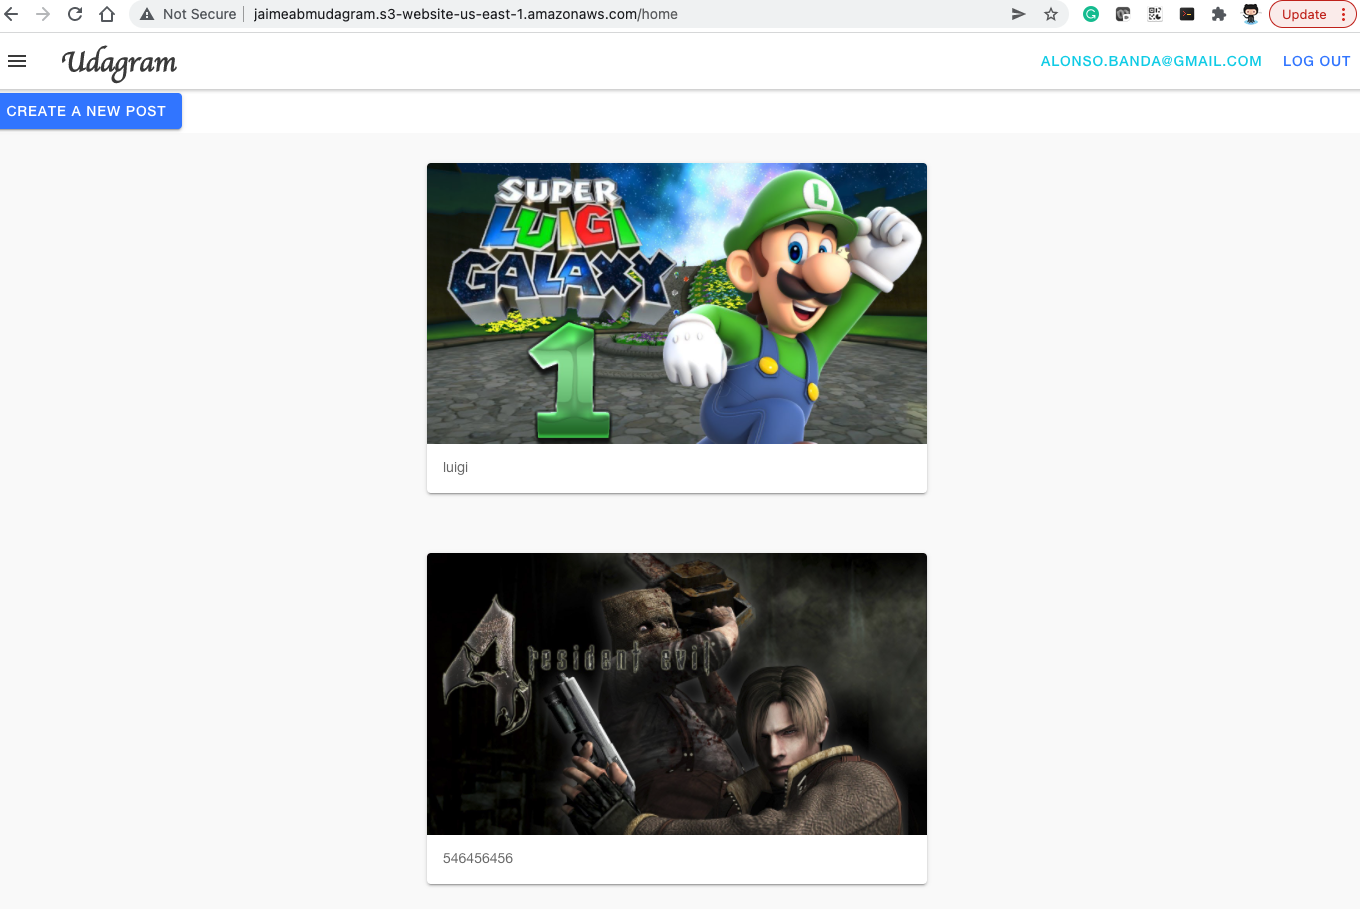 Not Secure
jaimeabmudagram.s3-website-us-east-1.amazonaws.com/home
Update
Udagram
ALONSO.BANDA@GMAIL.COM
LOG OUT
CREATE A NEW POST
SUPER
LUIGI
GALAXY
1
L
luigi
4 resident evil
546456456